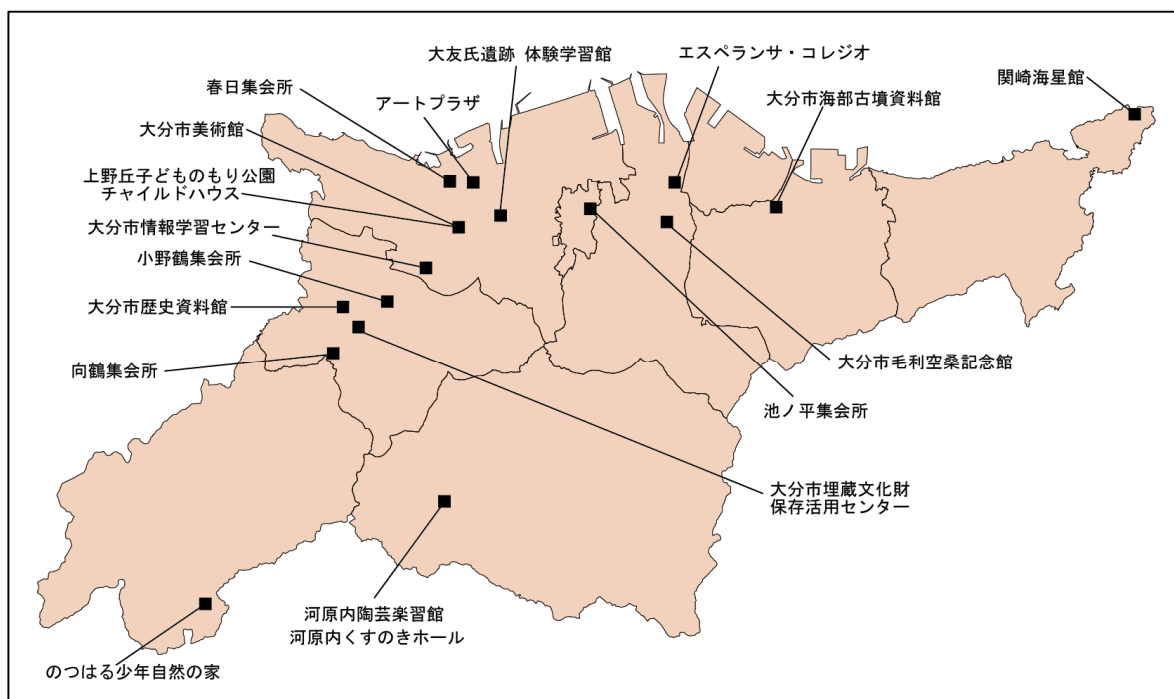 大友氏遺跡 体験学習館
エスペランサ・コレジオ
関崎海星館
春日集会所
アートプラザ
大分市海部古墳資料館
大分市美術館
上野丘子どものもり公園
チャイルドハウス
大分市情報学習センター
小野鶴集会所
大分市歴史資料館
向鶴集会所
大分市毛利空桑記念館
池ノ平集会所
大分市埋蔵文化財
保存活用センター
河原内陶芸楽習館
河原内くすのきホール
のつはる少年自然の家